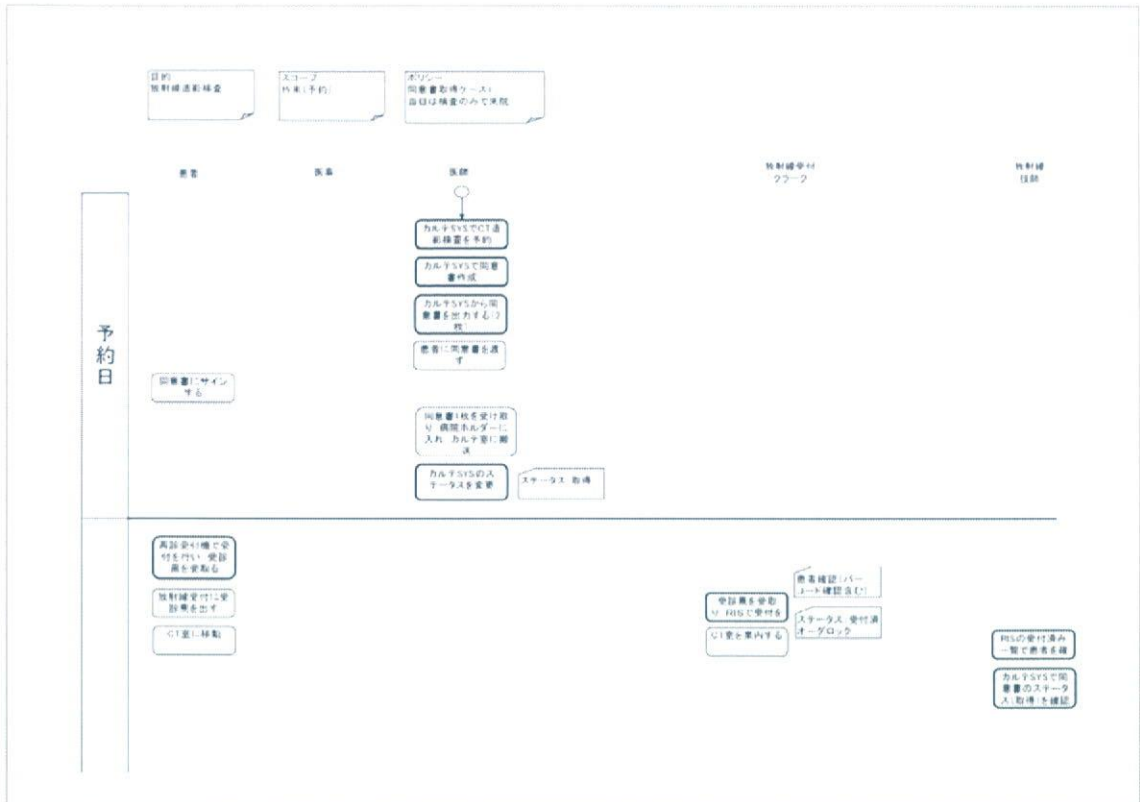 目的
放射線造影検査
スコープ
外来(予約)
ポリシー
同意書取得ケース1
当日は検査のみで来院
患者
医事
医師
放射線受付
クラーク
放射線
技師
予約日
カルテSYSでCT造
影検査を予約
カルテSYSで同意
書作成
カルテSYSから同
意書を出力する(2
枚)
患者に同意書を渡
す
同意書にサイン
する
同意書1枚を受け取
り 病院ホルダーに
入れ カルテ室に搬
送
カルテSYSのス
テータスを変更
ステータス 取得
再診受付機で受
付を行い 受診
票を受取る
放射線受付に受
診票を出す
CT室に移動
受診票を受取
り RISで受付を
患者確認(バー
コード確認含む)
ステータス 受付済
オーダロック
CT室を案内する
RISの受付済み
一覧で患者を確
カルテSYSで同
意書のステータ
ス(取得)を確認